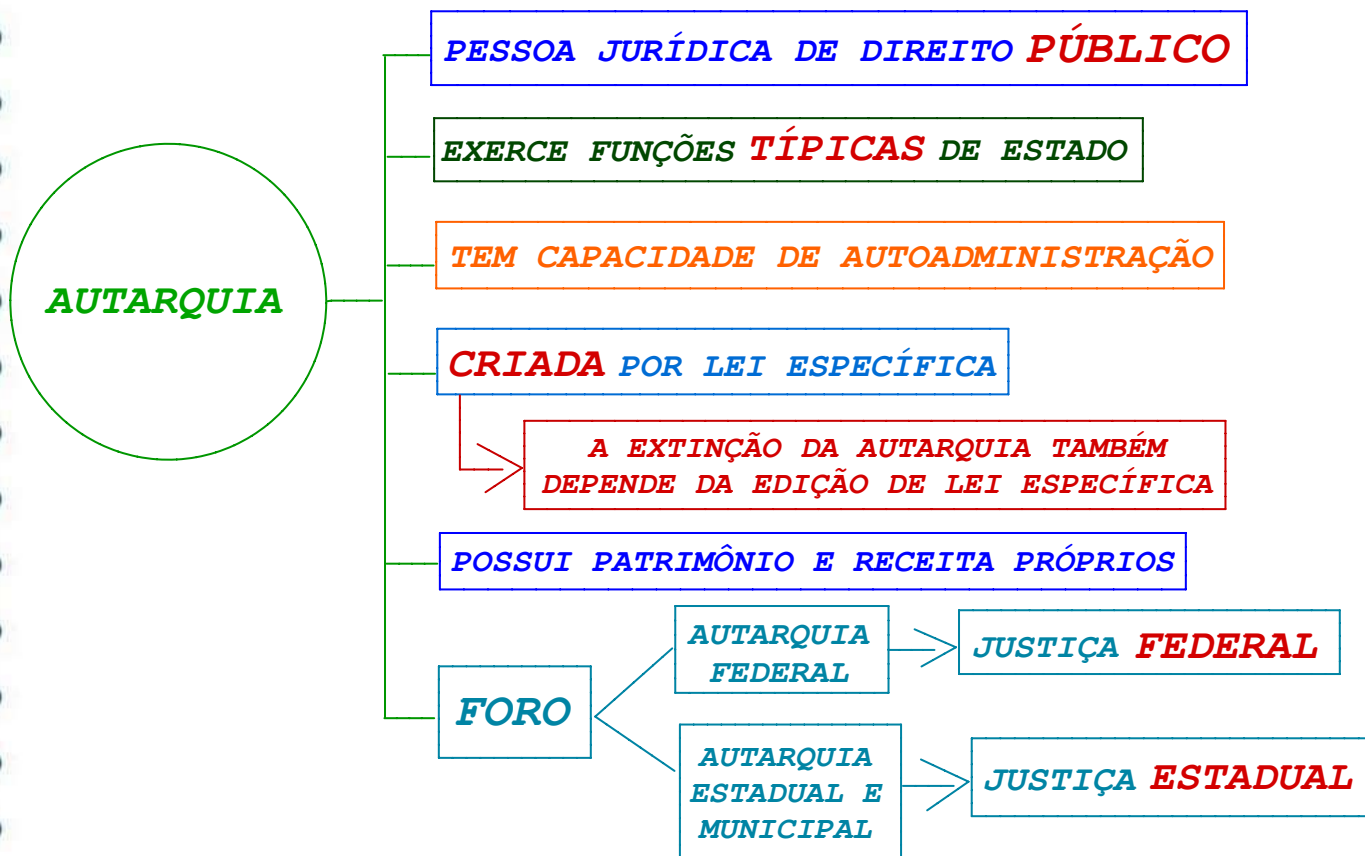 PESSOA JURÍDICA DE DIREITO PÚBLICO
EXERCE FUNÇÕES TÍPICAS DE ESTADO
TEM CAPACIDADE DE AUTOADMINISTRAÇÃO
AUTARQUIA
CRIADA POR LEI ESPECÍFICA
A EXTINÇÃO DA AUTARQUIA TAMBÉM
DEPENDE DA EDIÇÃO DE LEI ESPECÍFICA
POSSUI PATRIMÔNIO E RECEITA PRÓPRIOS
FORO
AUTARQUIA
FEDERAL
JUSTIÇA FEDERAL
AUTARQUIA
ESTADUAL E
MUNICIPAL
JUSTIÇA ESTADUAL